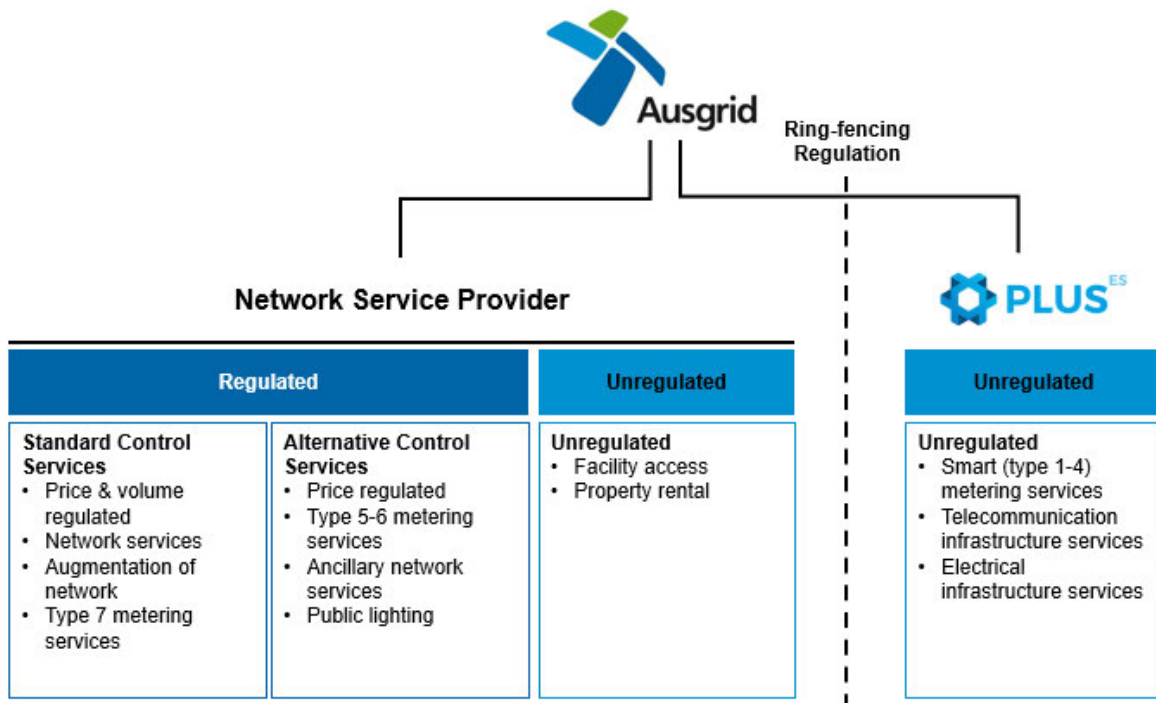 Ausgrid
Ring-fencing
Regulation
Network Service Provider
PLUS ES
Regulated
Unregulated
Unregulated
Standard Control
Services
• Price & volume
regulated
• Network services
• Augmentation of
network
• Type 7 metering
services
Alternative Control
Services
• Price regulated
• Type 5-6 metering
services
• Ancillary network
services
• Public lighting
Unregulated
• Facility access
• Property rental
Unregulated
• Smart (type 1-4)
metering services
• Telecommunication
infrastructure services
• Electrical
infrastructure services